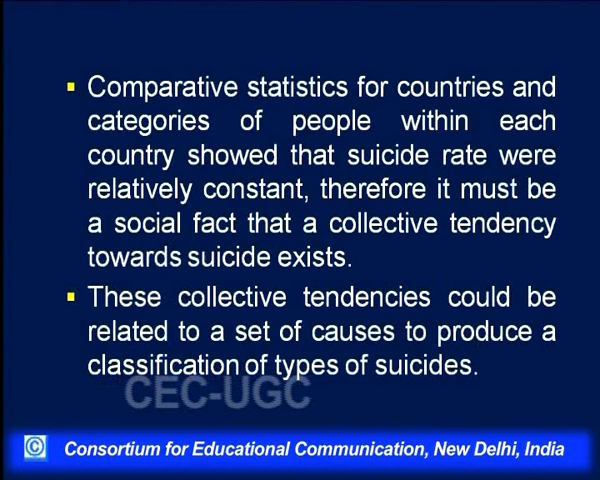 Comparative statistics for countries and
categories of people within each
country showed that suicide rate were
relatively constant, therefore it must be
a social fact that a collective tendency
towards suicide exists.
These collective tendencies could be
related to a set of causes to produce a
classification of types of suicides.
CEC-UGC
© Consortium for Educational Communication, New Delhi, India